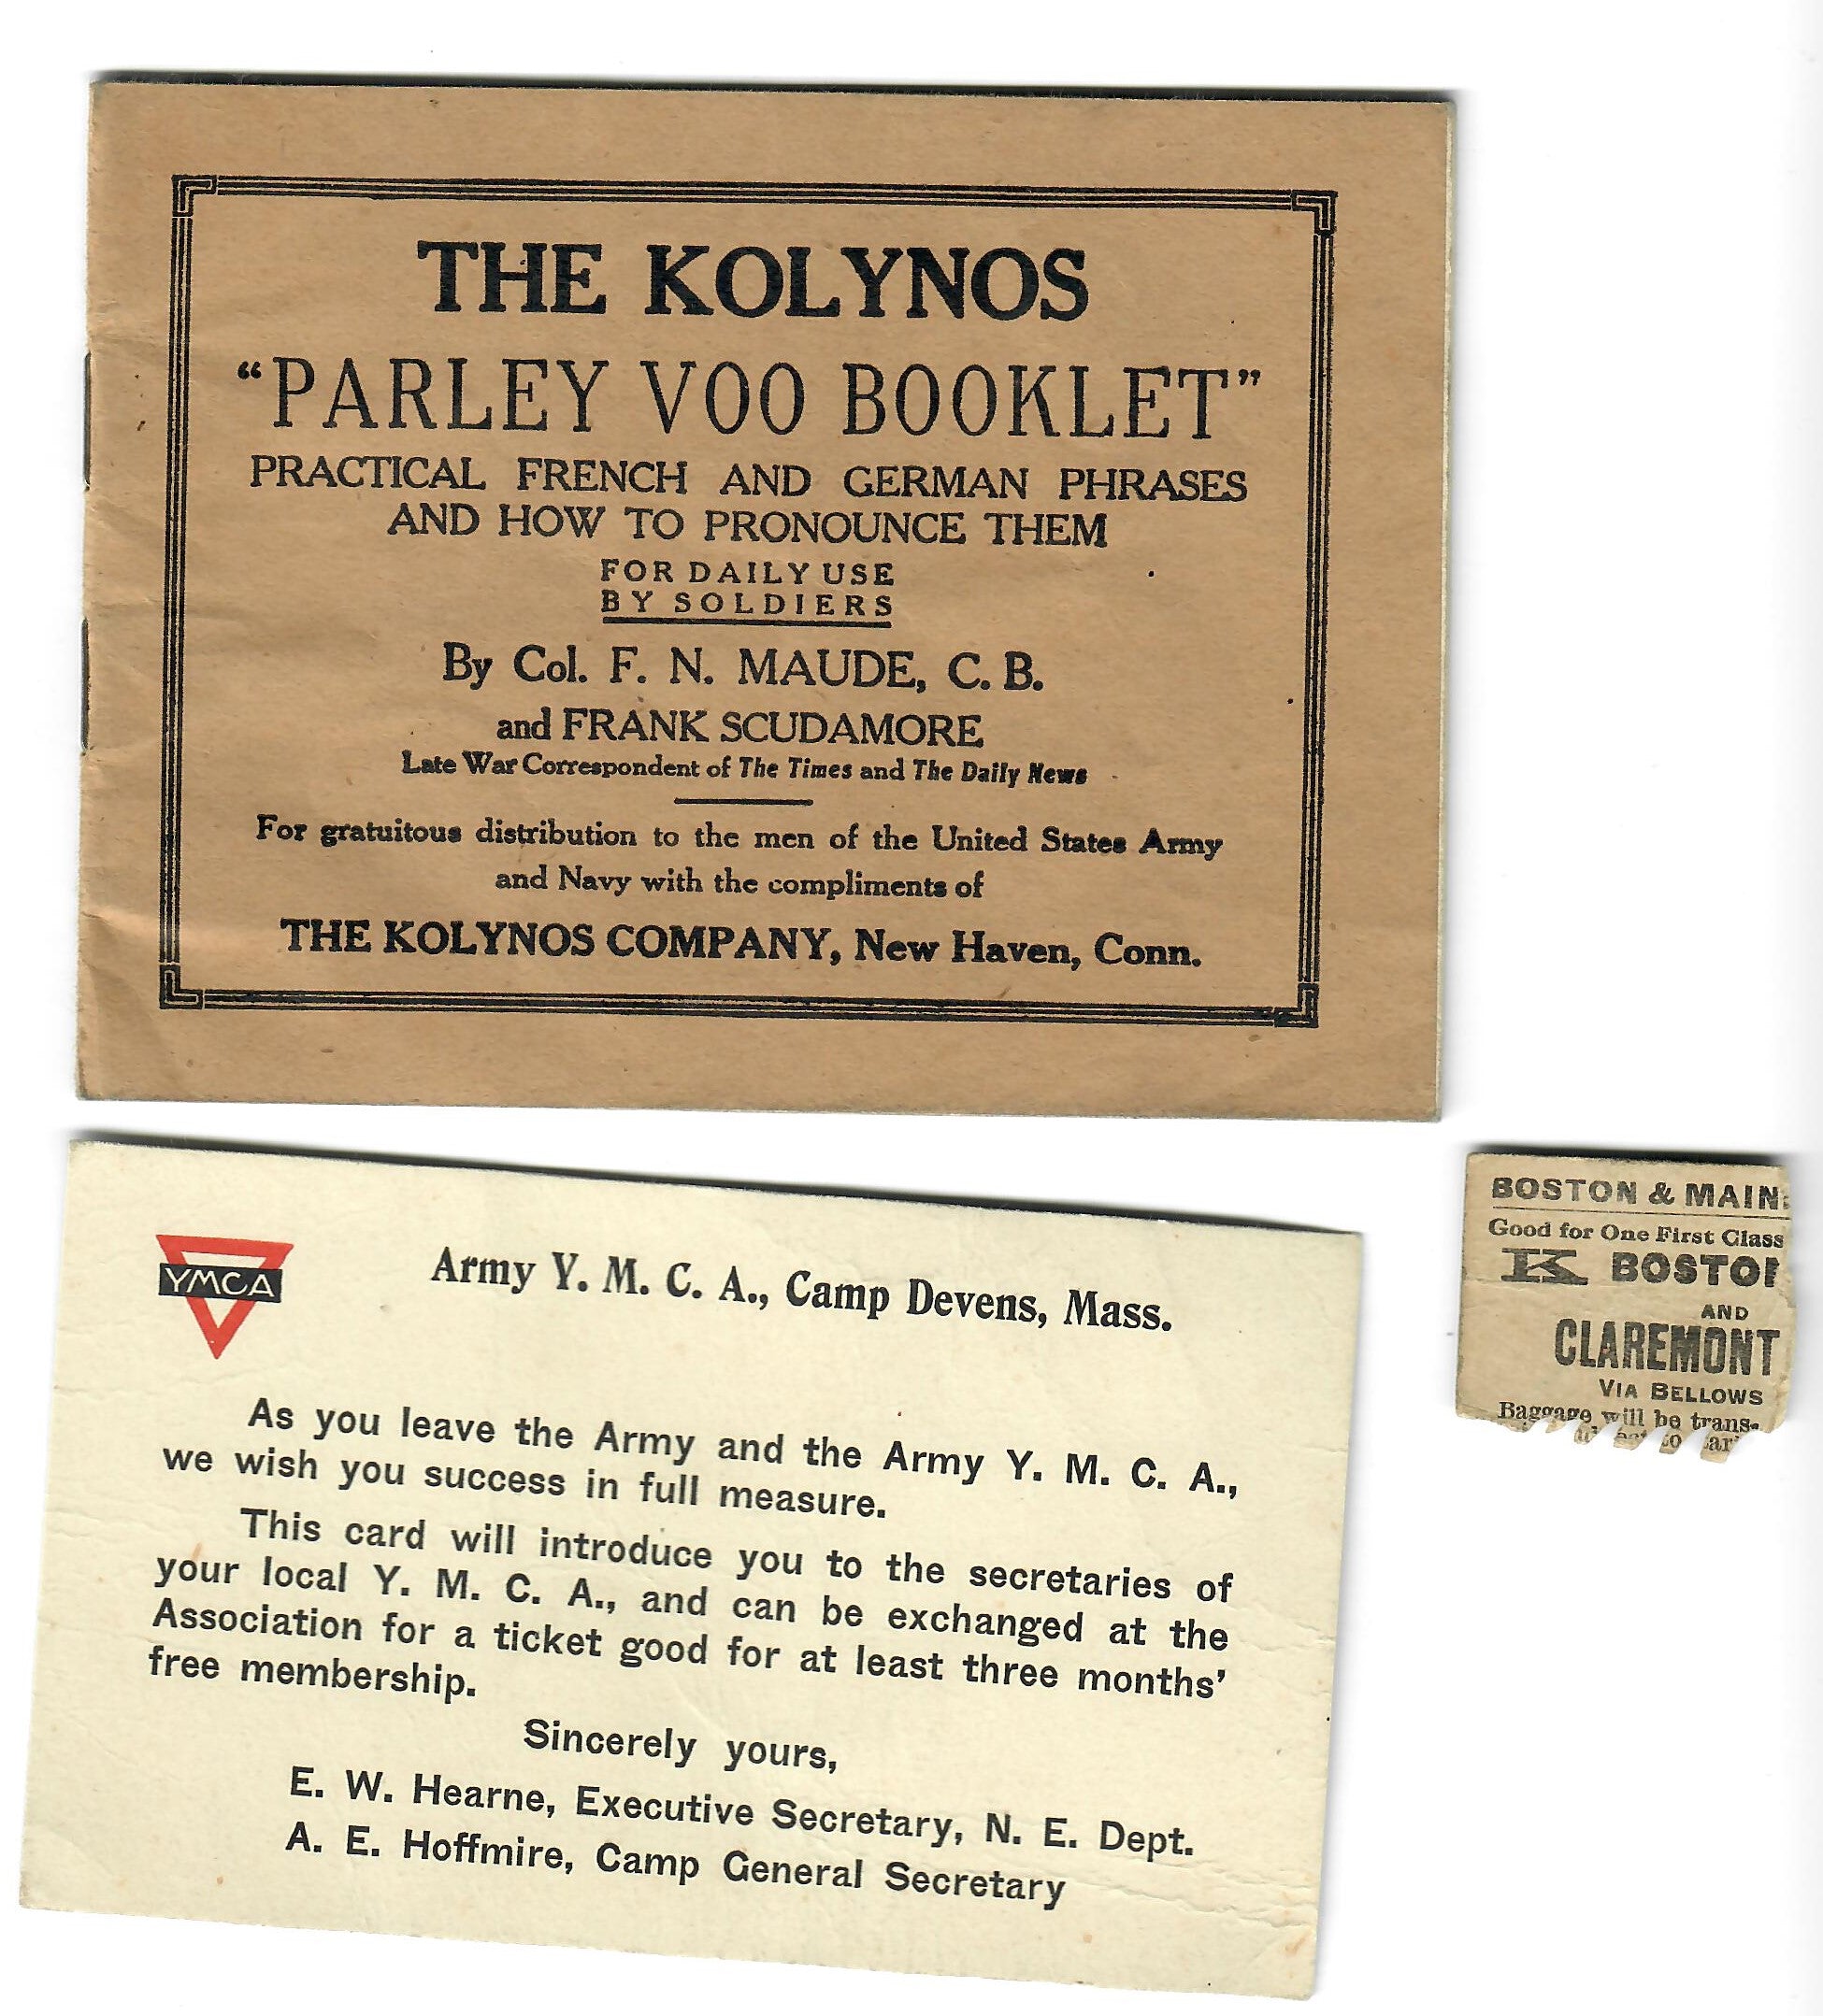 THE KOLYNOS
“PARLEY VOO BOOKLET”
PRACTICAL FRENCH AND GERMAN PHRASES
AND HOW TO PRONOUNCE THEM
FOR DAILY USE
BY SOLDIERS
By Col. F. N. MAUDE, C. B.
and FRANK SCUDAMORE
Late War Correspondent of The Times and The Daily News
For gratuitous distribution to the men of the United States Army
and Navy with the compliments of
THE KOLYNOS COMPANY, New Haven, Conn.
YMCA
Army Y. M. C. A., Camp Devens, Mass.
As you leave the Army and the Army Y. M. C. A.,
we wish you success in full measure.
This card will introduce you to the secretaries of
your local Y. M. C. A., and can be exchanged at the
Association for a ticket good for at least three months’
free membership.
Sincerely yours,
E. W. Hearne, Executive Secretary, N. E. Dept.
A. E. Hoffmire, Camp General Secretary
BOSTON & MAIN
Good for One First Class
K BOSTO
AND
CLAREMONT
VIA BELLOWS
Baggage will be trans-